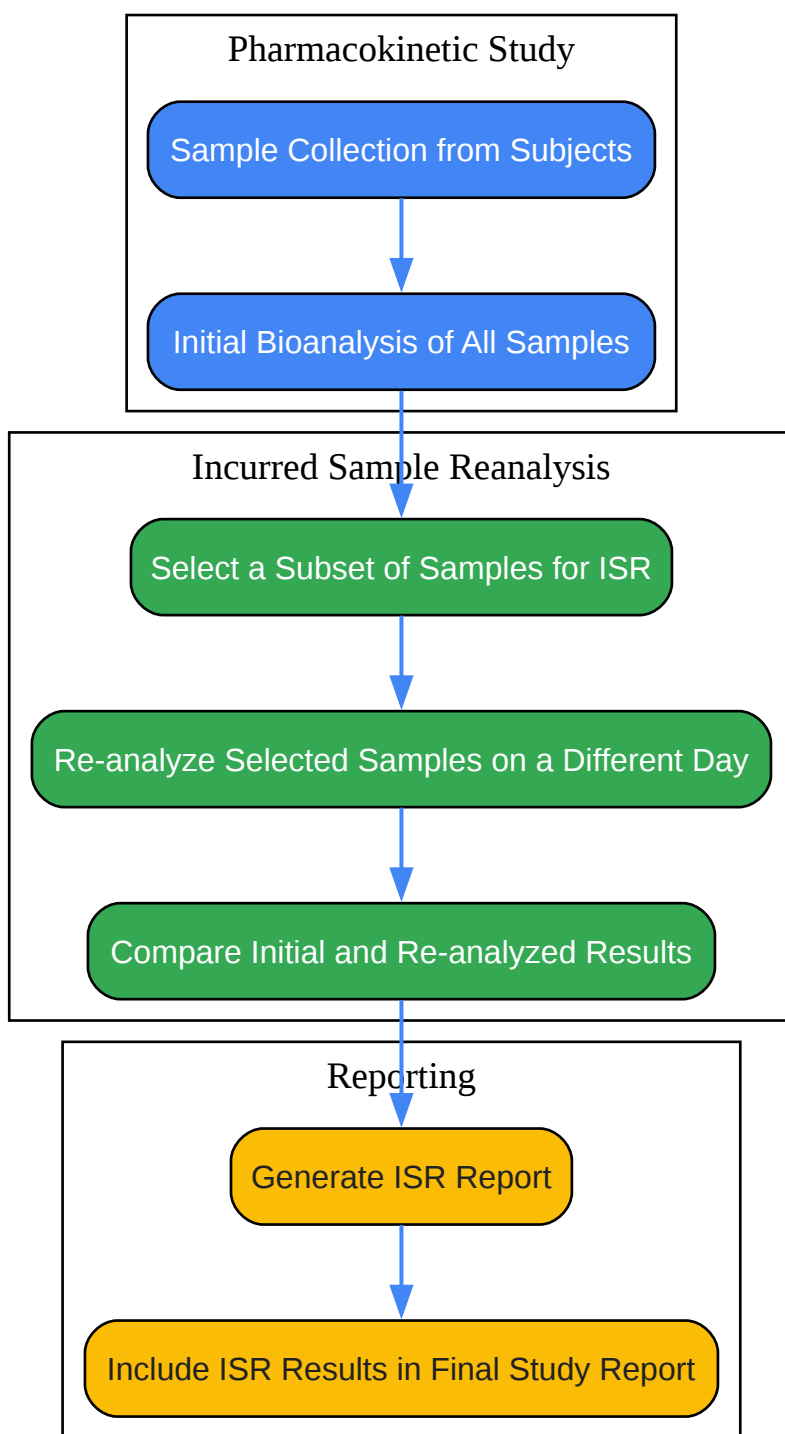 Pharmacokinetic Study
Sample Collection from Subjects
Initial Bioanalysis of All Samples
Incurred Sample Reanalysis
Select a Subset of Samples for ISR
Re-analyze Selected Samples on a Different Day
Compare Initial and Re-analyzed Results
Reporting
Generate ISR Report
Include ISR Results in Final Study Report